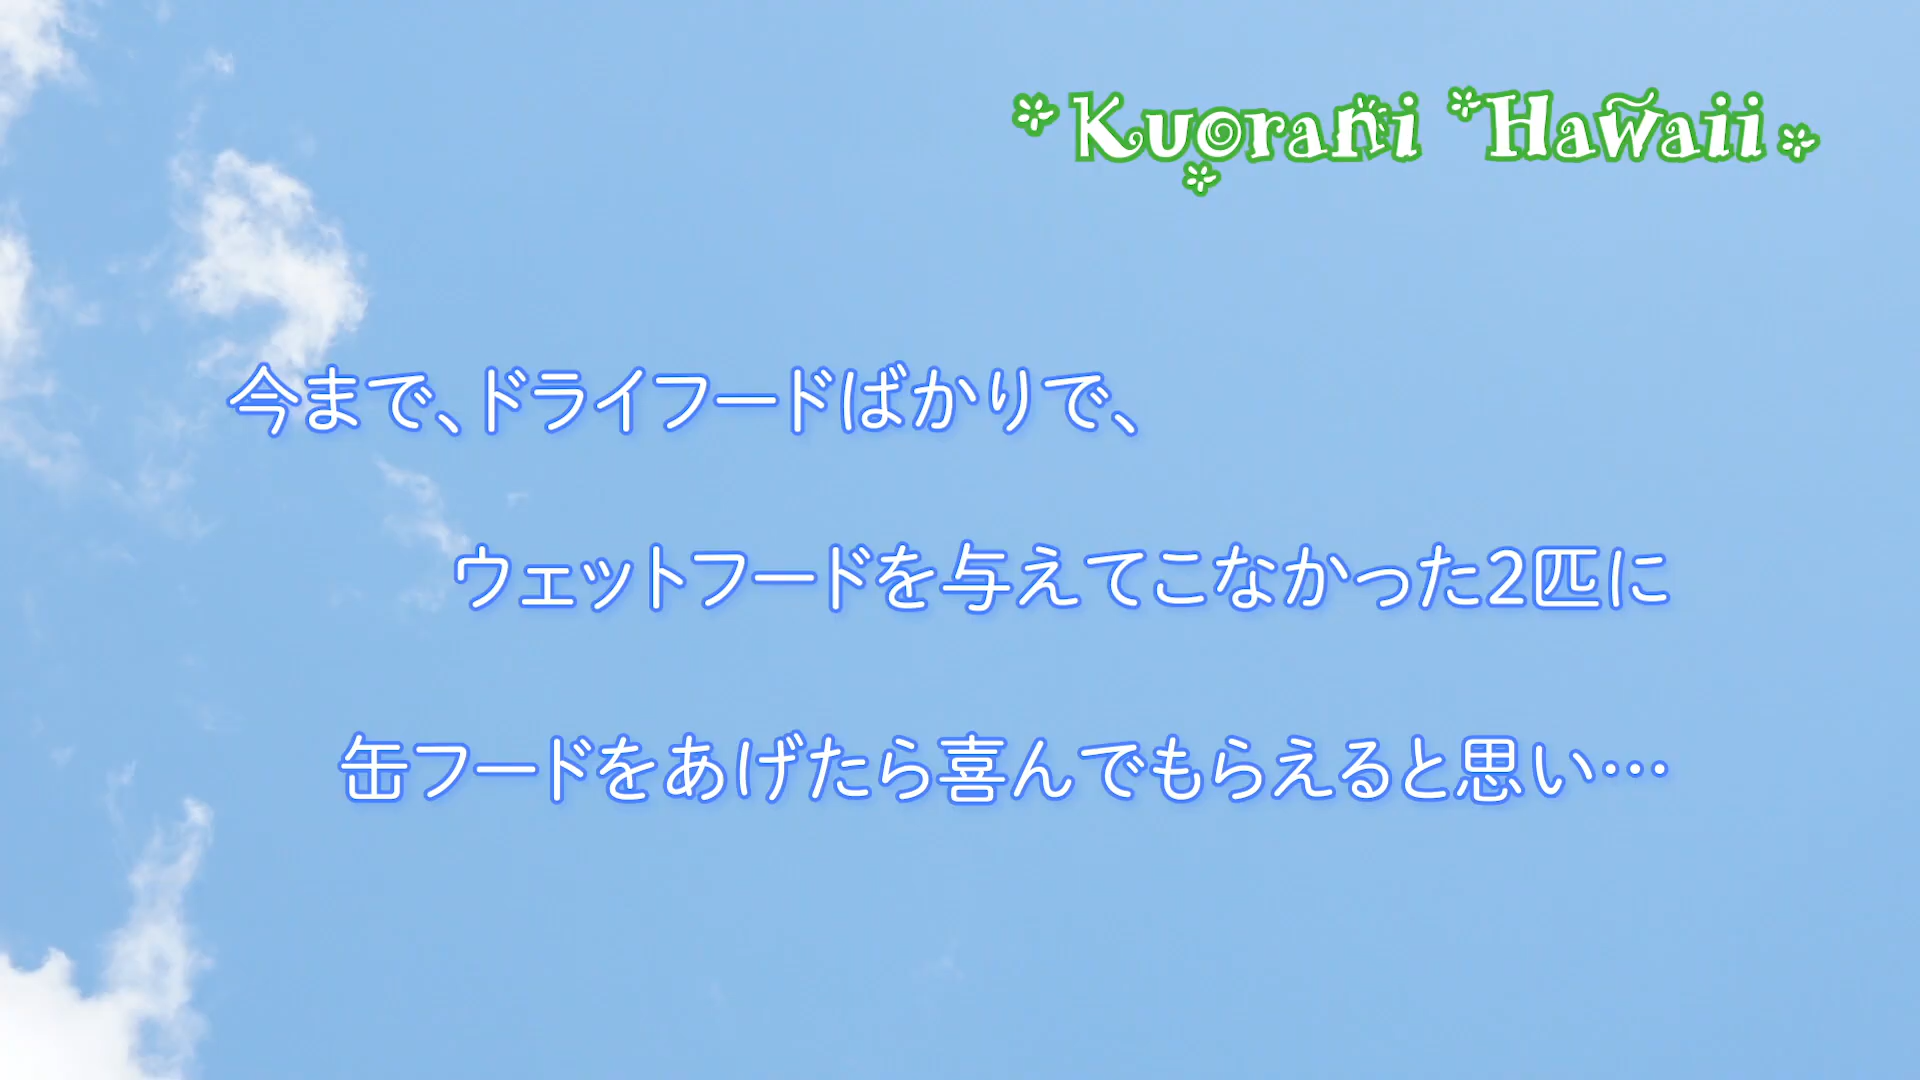 Kuorani Hawaii
今まで、ドライフードばかりで、
ウェットフードを与えてこなかった2匹に
缶フードをあげたら喜んでもらえると思い…